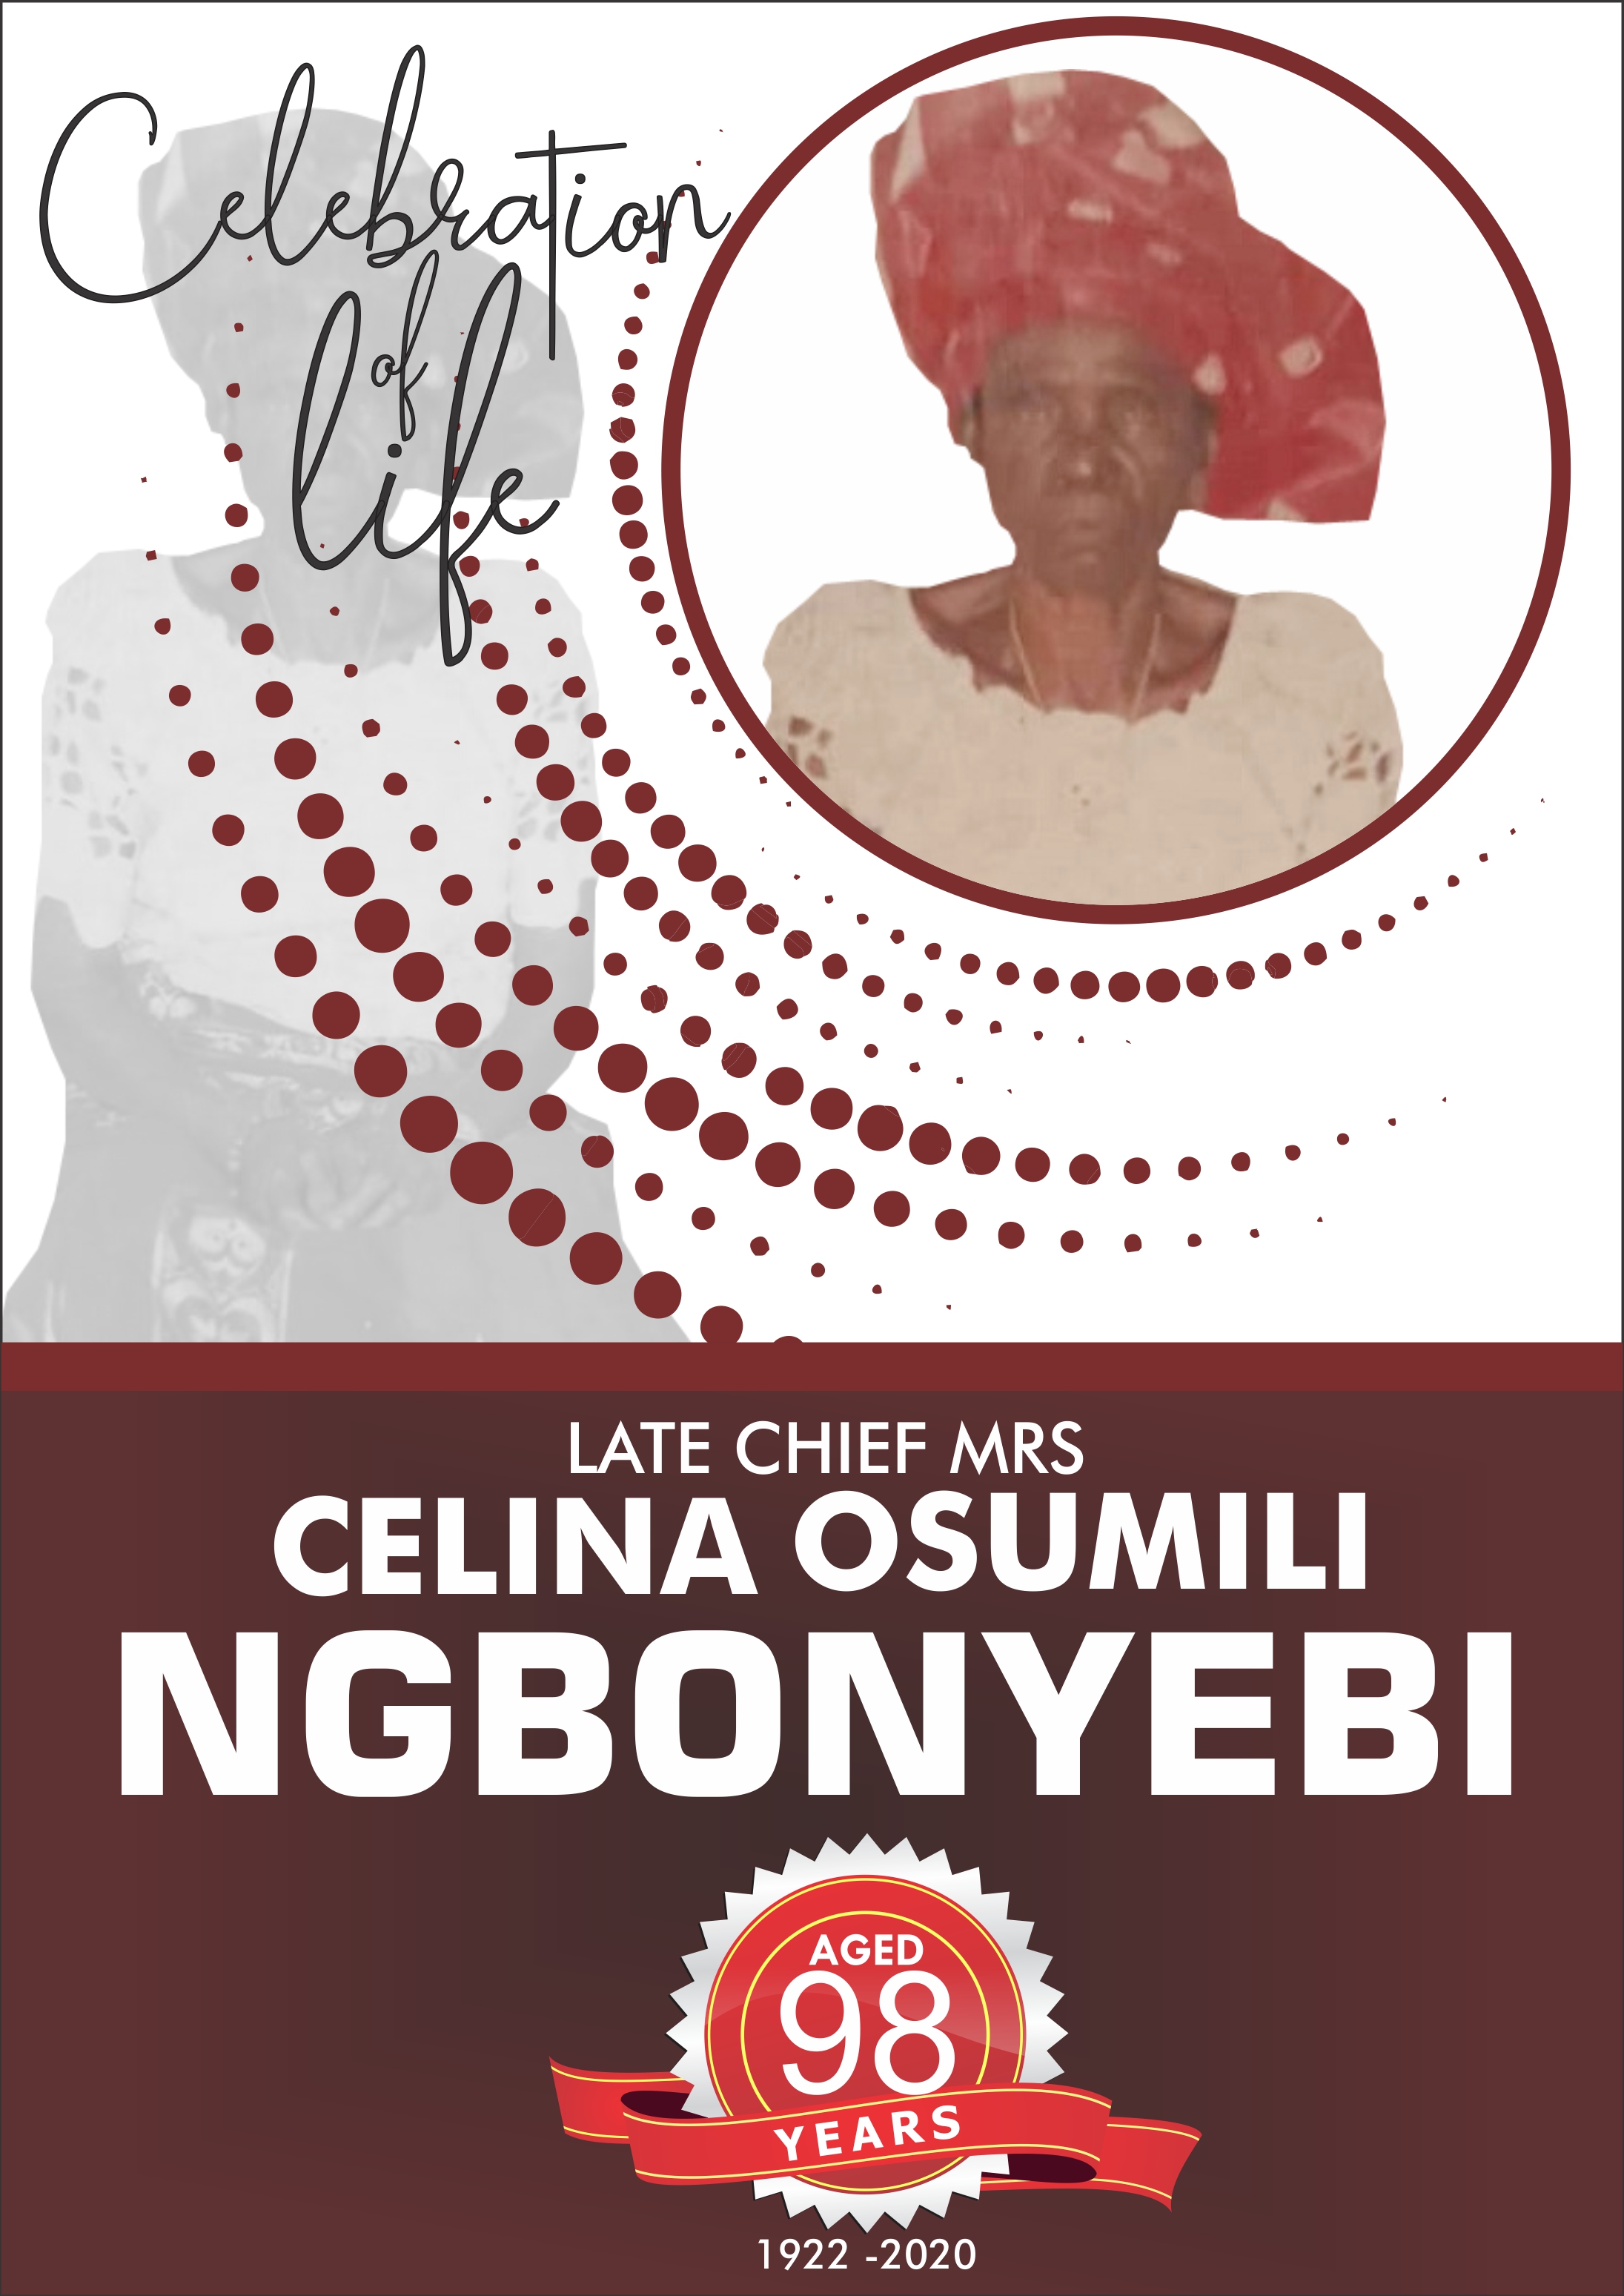 Celebration
of
life
LATE CHIEF MRS
CELINA OSUMILI
NGBONYEBI
AGED
98
YEARS
1922 -2020